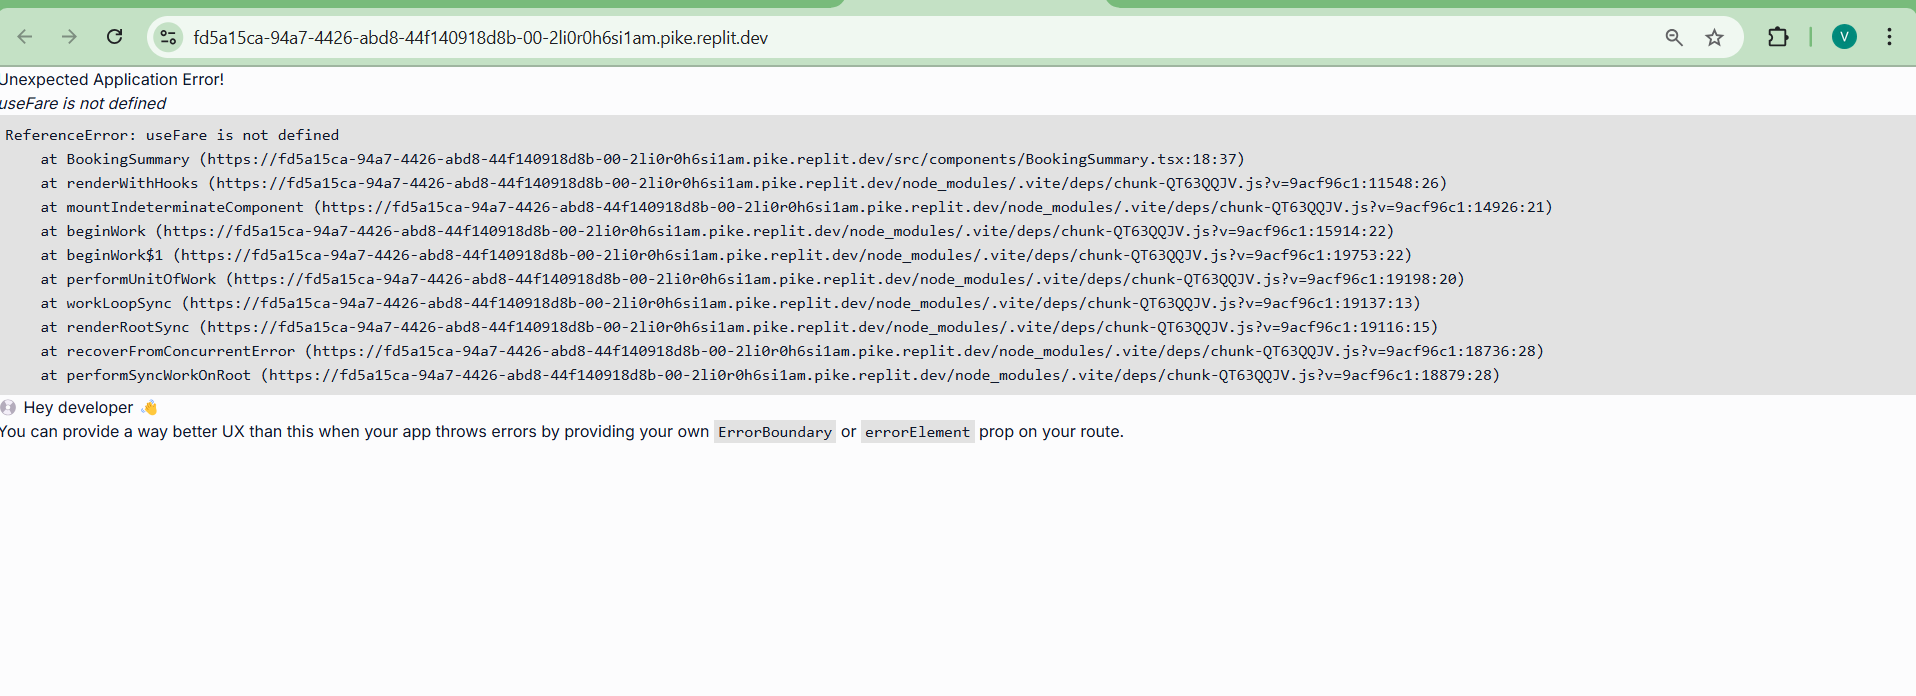 fd5a15ca-94a7-4426-abd8-44f140918d8b-00-2li0r0h6si1am.pike.replit.dev
V
Unexpected Application Error!
useFare is not defined
ReferenceError: useFare is not defined
    at BookingSummary (https://fd5a15ca-94a7-4426-abd8-44f140918d8b-00-2li0r0h6si1am.pike.replit.dev/src/components/BookingSummary.tsx:18:37)
    at renderWithHooks (https://fd5a15ca-94a7-4426-abd8-44f140918d8b-00-2li0r0h6si1am.pike.replit.dev/node_modules/.vite/deps/chunk-QT63QQJV.js?v=9acf96c1:11548:26)
    at mountIndeterminateComponent (https://fd5a15ca-94a7-4426-abd8-44f140918d8b-00-2li0r0h6si1am.pike.replit.dev/node_modules/.vite/deps/chunk-QT63QQJV.js?v=9acf96c1:14926:21)
    at beginWork (https://fd5a15ca-94a7-4426-abd8-44f140918d8b-00-2li0r0h6si1am.pike.replit.dev/node_modules/.vite/deps/chunk-QT63QQJV.js?v=9acf96c1:15914:22)
    at beginWork$1 (https://fd5a15ca-94a7-4426-abd8-44f140918d8b-00-2li0r0h6si1am.pike.replit.dev/node_modules/.vite/deps/chunk-QT63QQJV.js?v=9acf96c1:19753:22)
    at performUnitOfWork (https://fd5a15ca-94a7-4426-abd8-44f140918d8b-00-2li0r0h6si1am.pike.replit.dev/node_modules/.vite/deps/chunk-QT63QQJV.js?v=9acf96c1:19198:20)
    at workLoopSync (https://fd5a15ca-94a7-4426-abd8-44f140918d8b-00-2li0r0h6si1am.pike.replit.dev/node_modules/.vite/deps/chunk-QT63QQJV.js?v=9acf96c1:19137:13)
    at renderRootSync (https://fd5a15ca-94a7-4426-abd8-44f140918d8b-00-2li0r0h6si1am.pike.replit.dev/node_modules/.vite/deps/chunk-QT63QQJV.js?v=9acf96c1:19116:15)
    at recoverFromConcurrentError (https://fd5a15ca-94a7-4426-abd8-44f140918d8b-00-2li0r0h6si1am.pike.replit.dev/node_modules/.vite/deps/chunk-QT63QQJV.js?v=9acf96c1:18736:28)
    at performSyncWorkOnRoot (https://fd5a15ca-94a7-4426-abd8-44f140918d8b-00-2li0r0h6si1am.pike.replit.dev/node_modules/.vite/deps/chunk-QT63QQJV.js?v=9acf96c1:18879:28)
💿 Hey developer 👋
You can provide a way better UX than this when your app throws errors by providing your own ErrorBoundary or errorElement prop on your route.